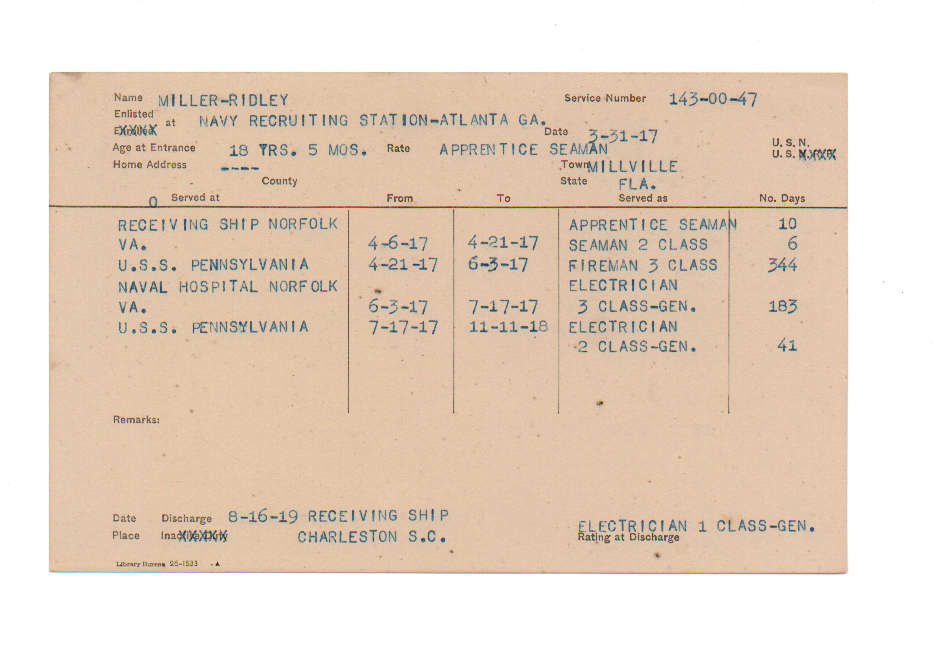 Name MILLER-RIDLEY Service Number 143-00-47
Enlisted at NAVY RECRUITING STATION-ATLANTA GA. Date 3-31-17
Age at Entrance 18 YRS. 5 MOS. Rate APPRENTICE SEAMAN U. S. N.
Home Address ---- Town MILLVILLE U. S.
County State FLA.
O Served at From To Served as No. Days
RECEIVING SHIP NORFOLK APPRENTICE SEAMAN 10
VA. 4-6-17 4-21-17 SEAMAN 2 CLASS 6
U.S.S. PENNSYLVANIA 4-21-17 6-3-17 FIREMAN 3 CLASS 344
NAVAL HOSPITAL NORFOLK ELECTRICIAN
VA. 6-3-17 7-17-17 3 CLASS-GEN. 183
U.S.S. PENNSYLVANIA 7-17-17 11-11-18 ELECTRICIAN
2 CLASS-GEN. 41
Remarks:
Date Discharge 8-16-19 RECEIVING SHIP ELECTRICIAN 1 CLASS-GEN.
Place CHARLESTON S.C. Rating at Discharge
Library Bureau 25-1533 A